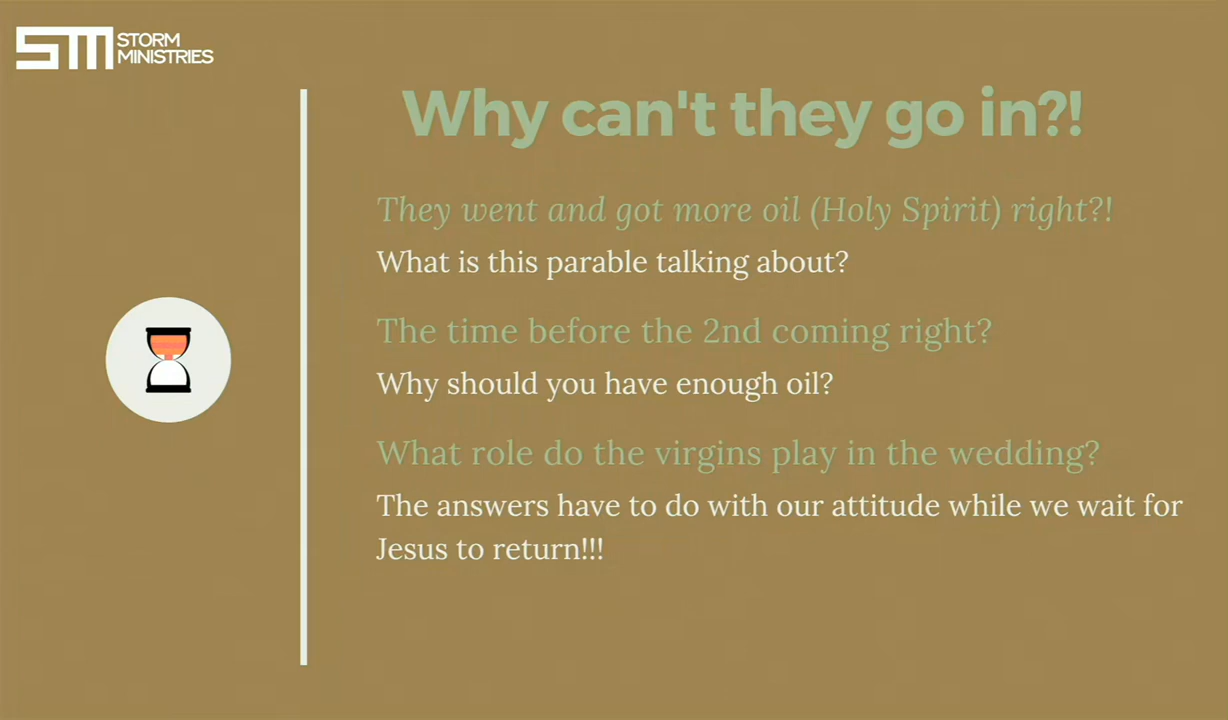 STORM
MINISTRIES
Why can't they go in?!
They went and got more oil (Holy Spirit) right?!
What is this parable talking about?
The time before the 2nd coming right?
Why should you have enough oil?
What role do the virgins play in the wedding?
The answers have to do with our attitude while we wait for
Jesus to return!!!